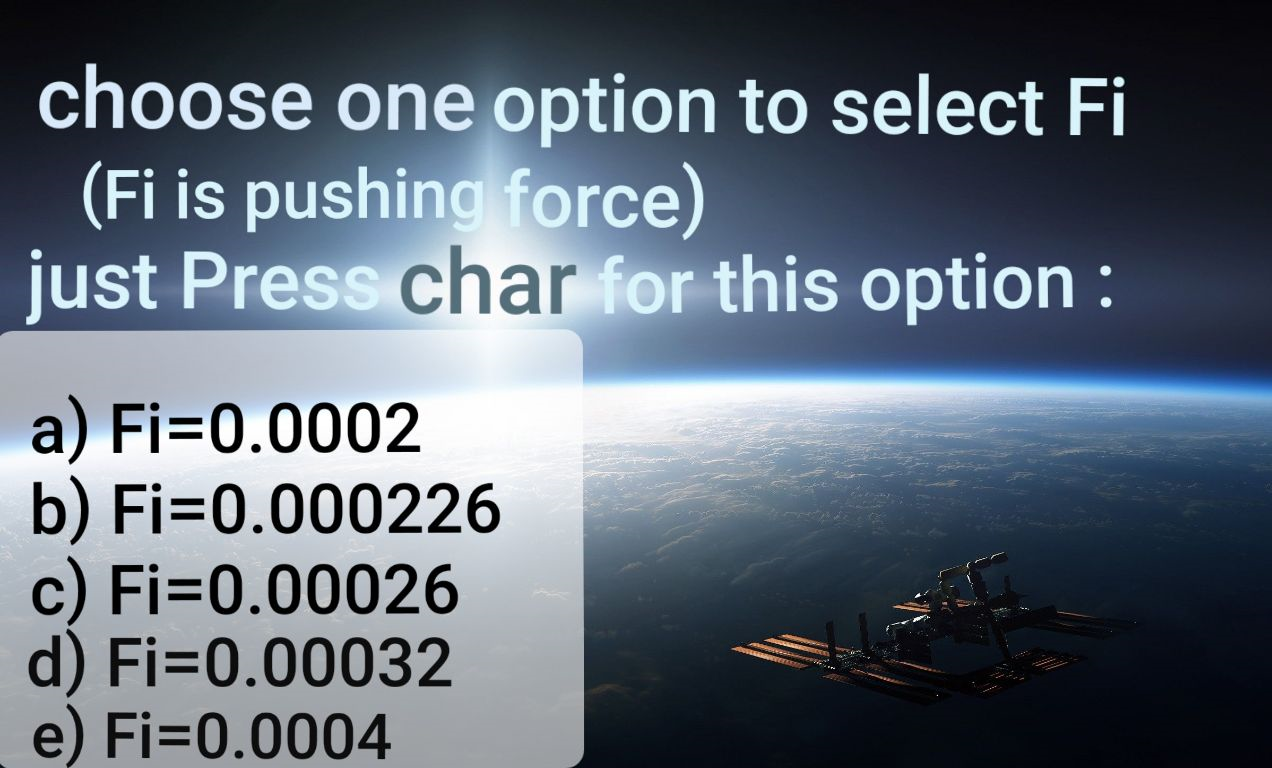 choose one option to select Fi
(Fi is pushing force)
just Press char for this option :
a) Fi=0.0002
b) Fi=0.000226
c) Fi=0.00026
d) Fi=0.00032
e) Fi=0.0004